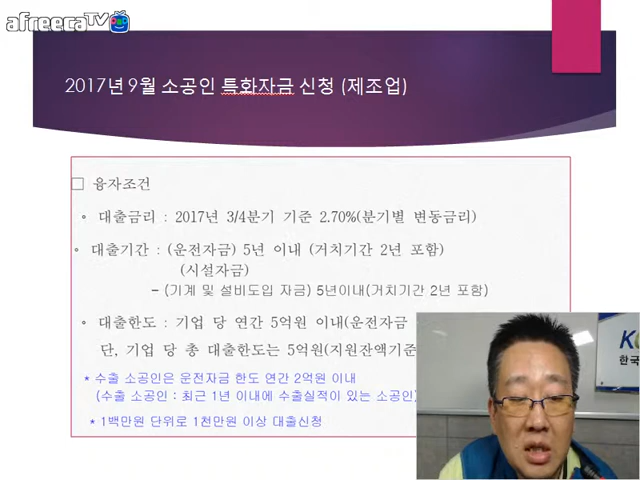 afreecaTV
2017년 9월 소공인 특화자금 신청 (제조업)
□ 융자조건
◦ 대출금리 : 2017년 3/4분기 기준 2.70%(분기별 변동금리)
◦ 대출기간 : (운전자금) 5년 이내 (거치기간 2년 포함)
(시설자금)
- (기계 및 설비도입 자금) 5년이내(거치기간 2년 포함)
◦ 대출한도 : 기업 당 연간 5억원 이내(운전자금
단, 기업 당 총 대출한도는 5억원(지원잔액기준
* 수출 소공인은 운전자금 한도 연간 2억원 이내
(수출 소공인 : 최근 1년 이내에 수출실적이 있는 소공인)
* 1백만원 단위로 1천만원 이상 대출신청
한국